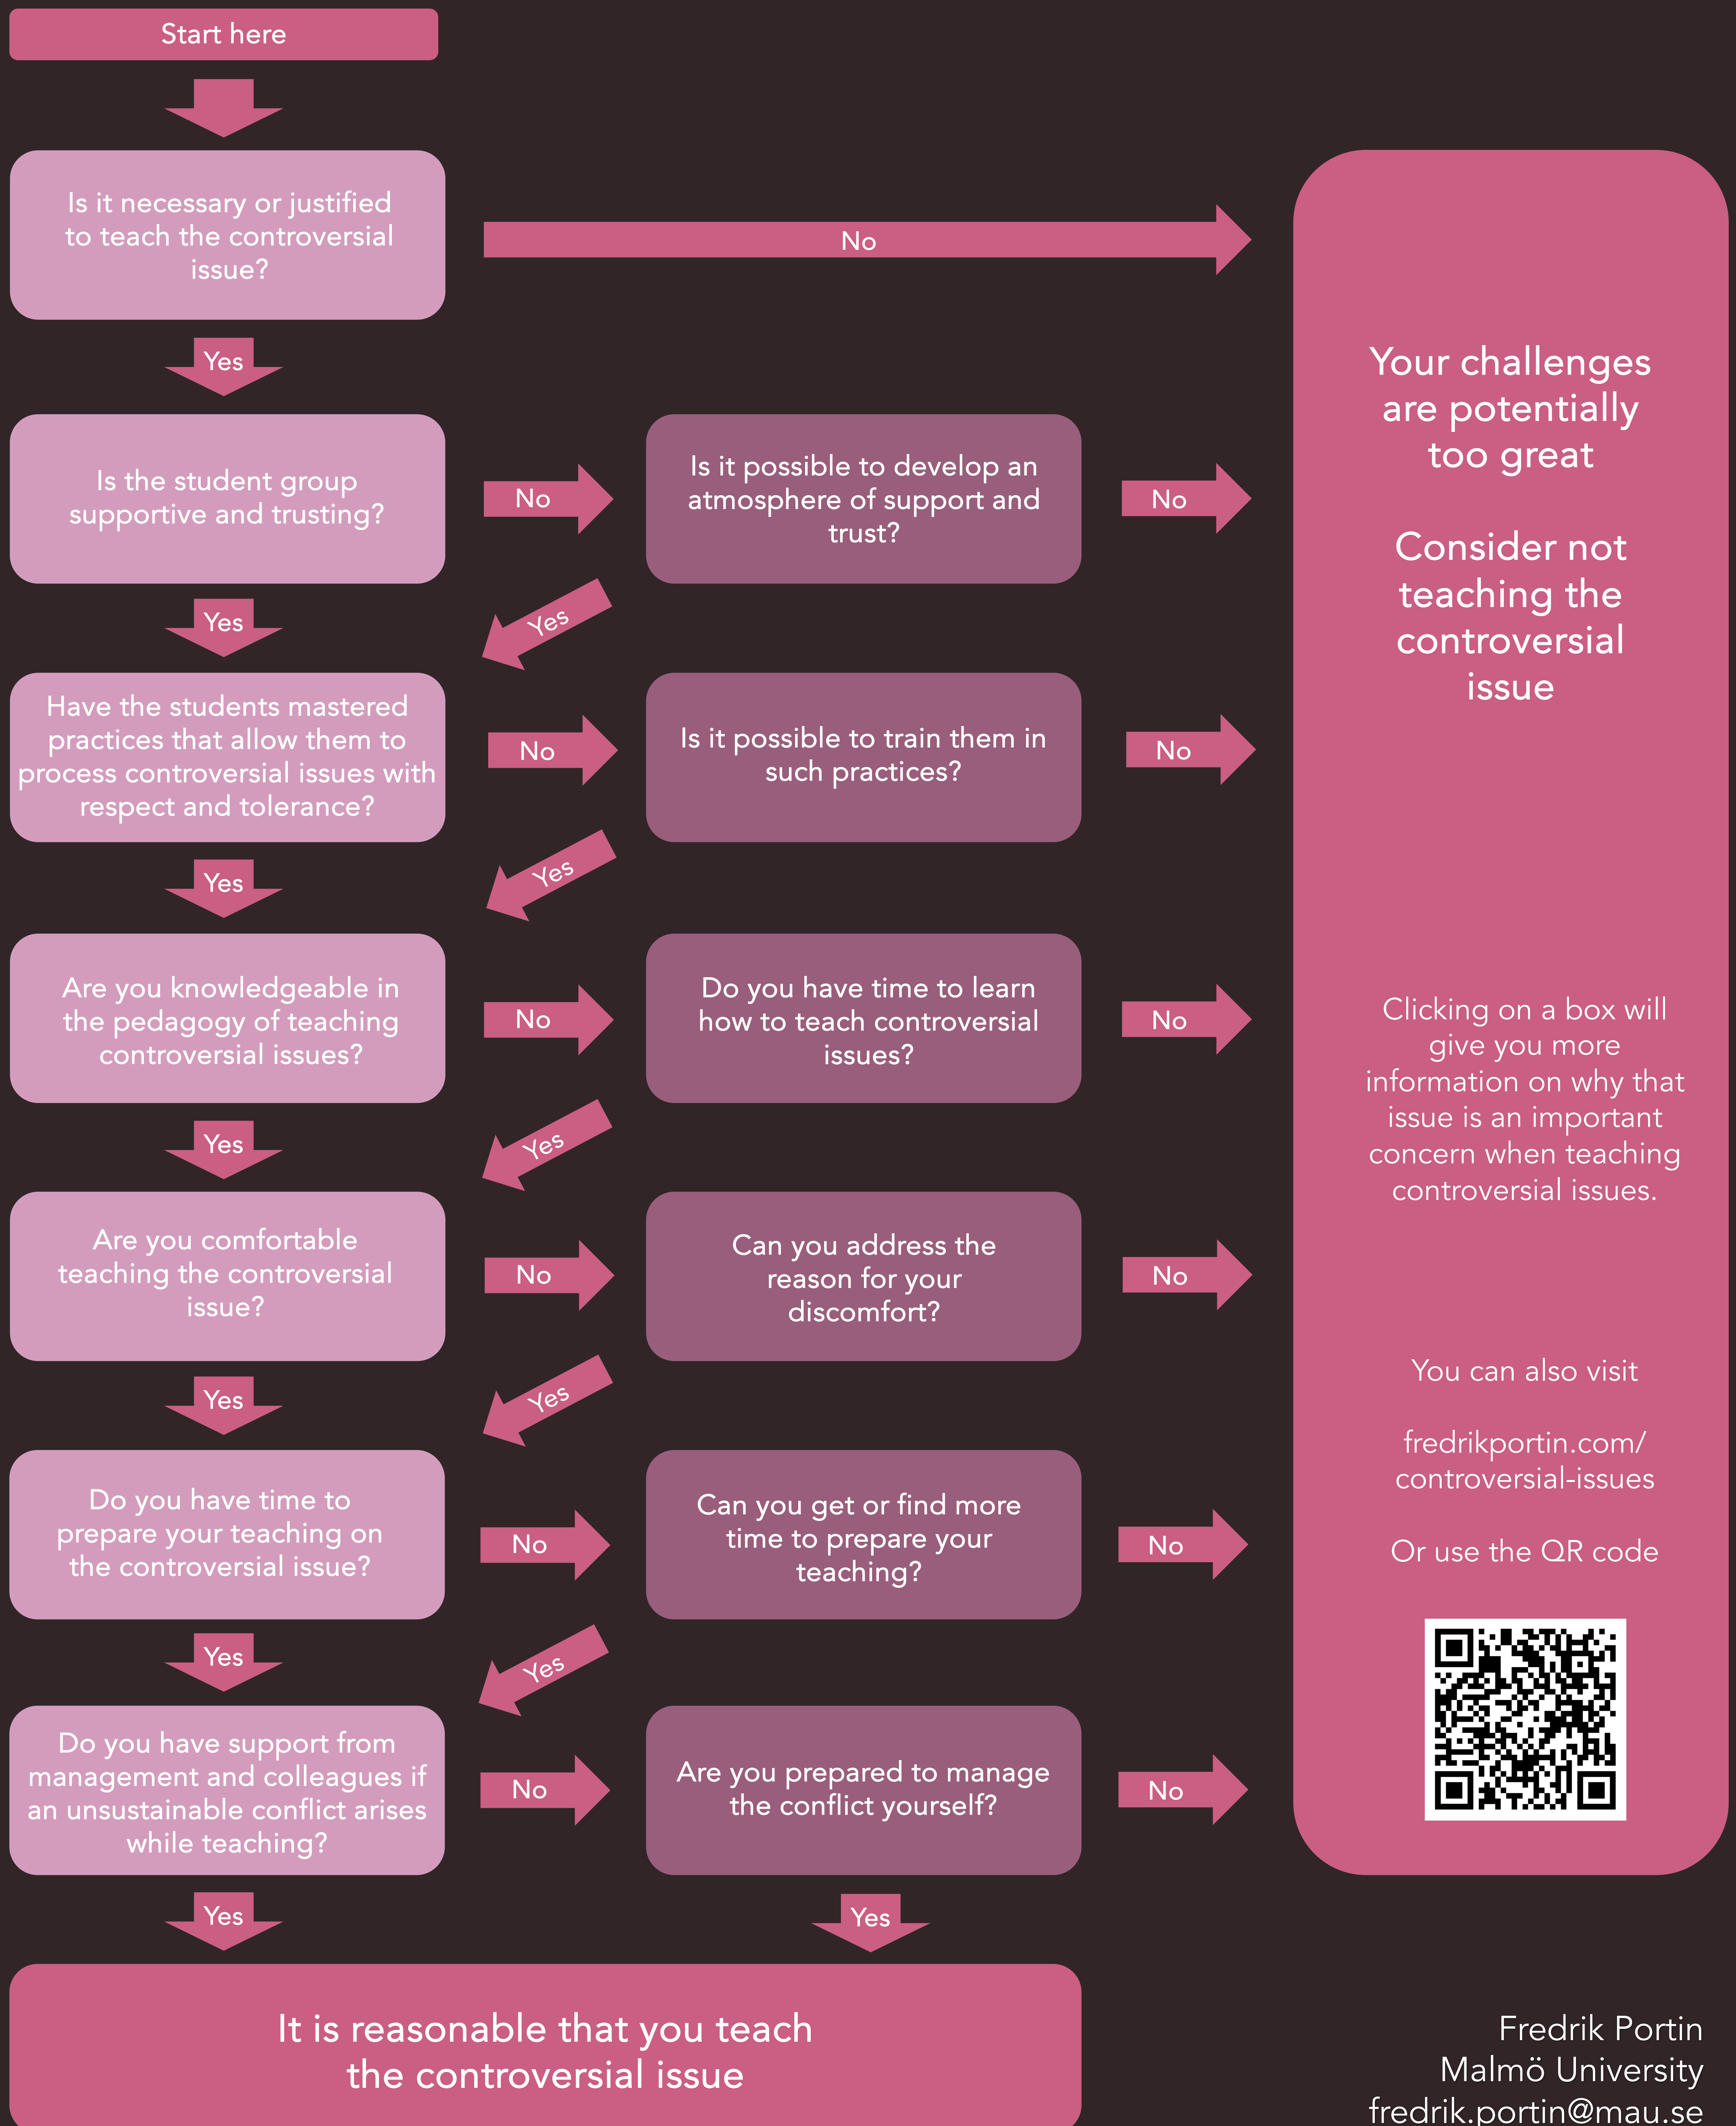 Start here
Is it necessary or justified
to teach the controversial
issue?
No
Yes
Is the student group
supportive and trusting?
No
Is it possible to develop an
atmosphere of support and
trust?
No
Yes
Yes
Have the students mastered
practices that allow them to
process controversial issues with
respect and tolerance?
No
Is it possible to train them in
such practices?
No
Yes
Yes
Are you knowledgeable in
the pedagogy of teaching
controversial issues?
No
Do you have time to learn
how to teach controversial
issues?
No
Yes
Yes
Are you comfortable
teaching the controversial
issue?
No
Can you address the
reason for your
discomfort?
No
Yes
Yes
Do you have time to
prepare your teaching on
the controversial issue?
No
Can you get or find more
time to prepare your
teaching?
No
Yes
Yes
Do you have support from
management and colleagues if
an unsustainable conflict arises
while teaching?
No
Are you prepared to manage
the conflict yourself?
No
Yes
Yes
It is reasonable that you teach
the controversial issue
Your challenges
are potentially
too great
Consider not
teaching the
controversial
issue
Clicking on a box will
give you more
information on why that
issue is an important
concern when teaching
controversial issues.
You can also visit
fredrikportin.com/
controversial-issues
Or use the QR code
Fredrik Portin
Malmö University
fredrik.portin@mau.se